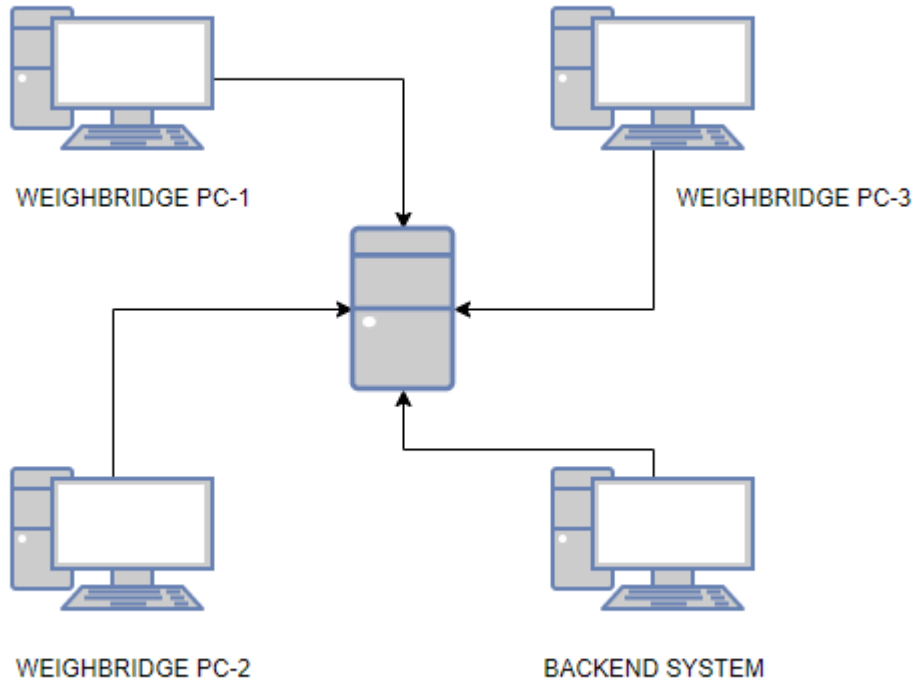 WEIGHBRIDGE PC-1
WEIGHBRIDGE PC-3
WEIGHBRIDGE PC-2
BACKEND SYSTEM